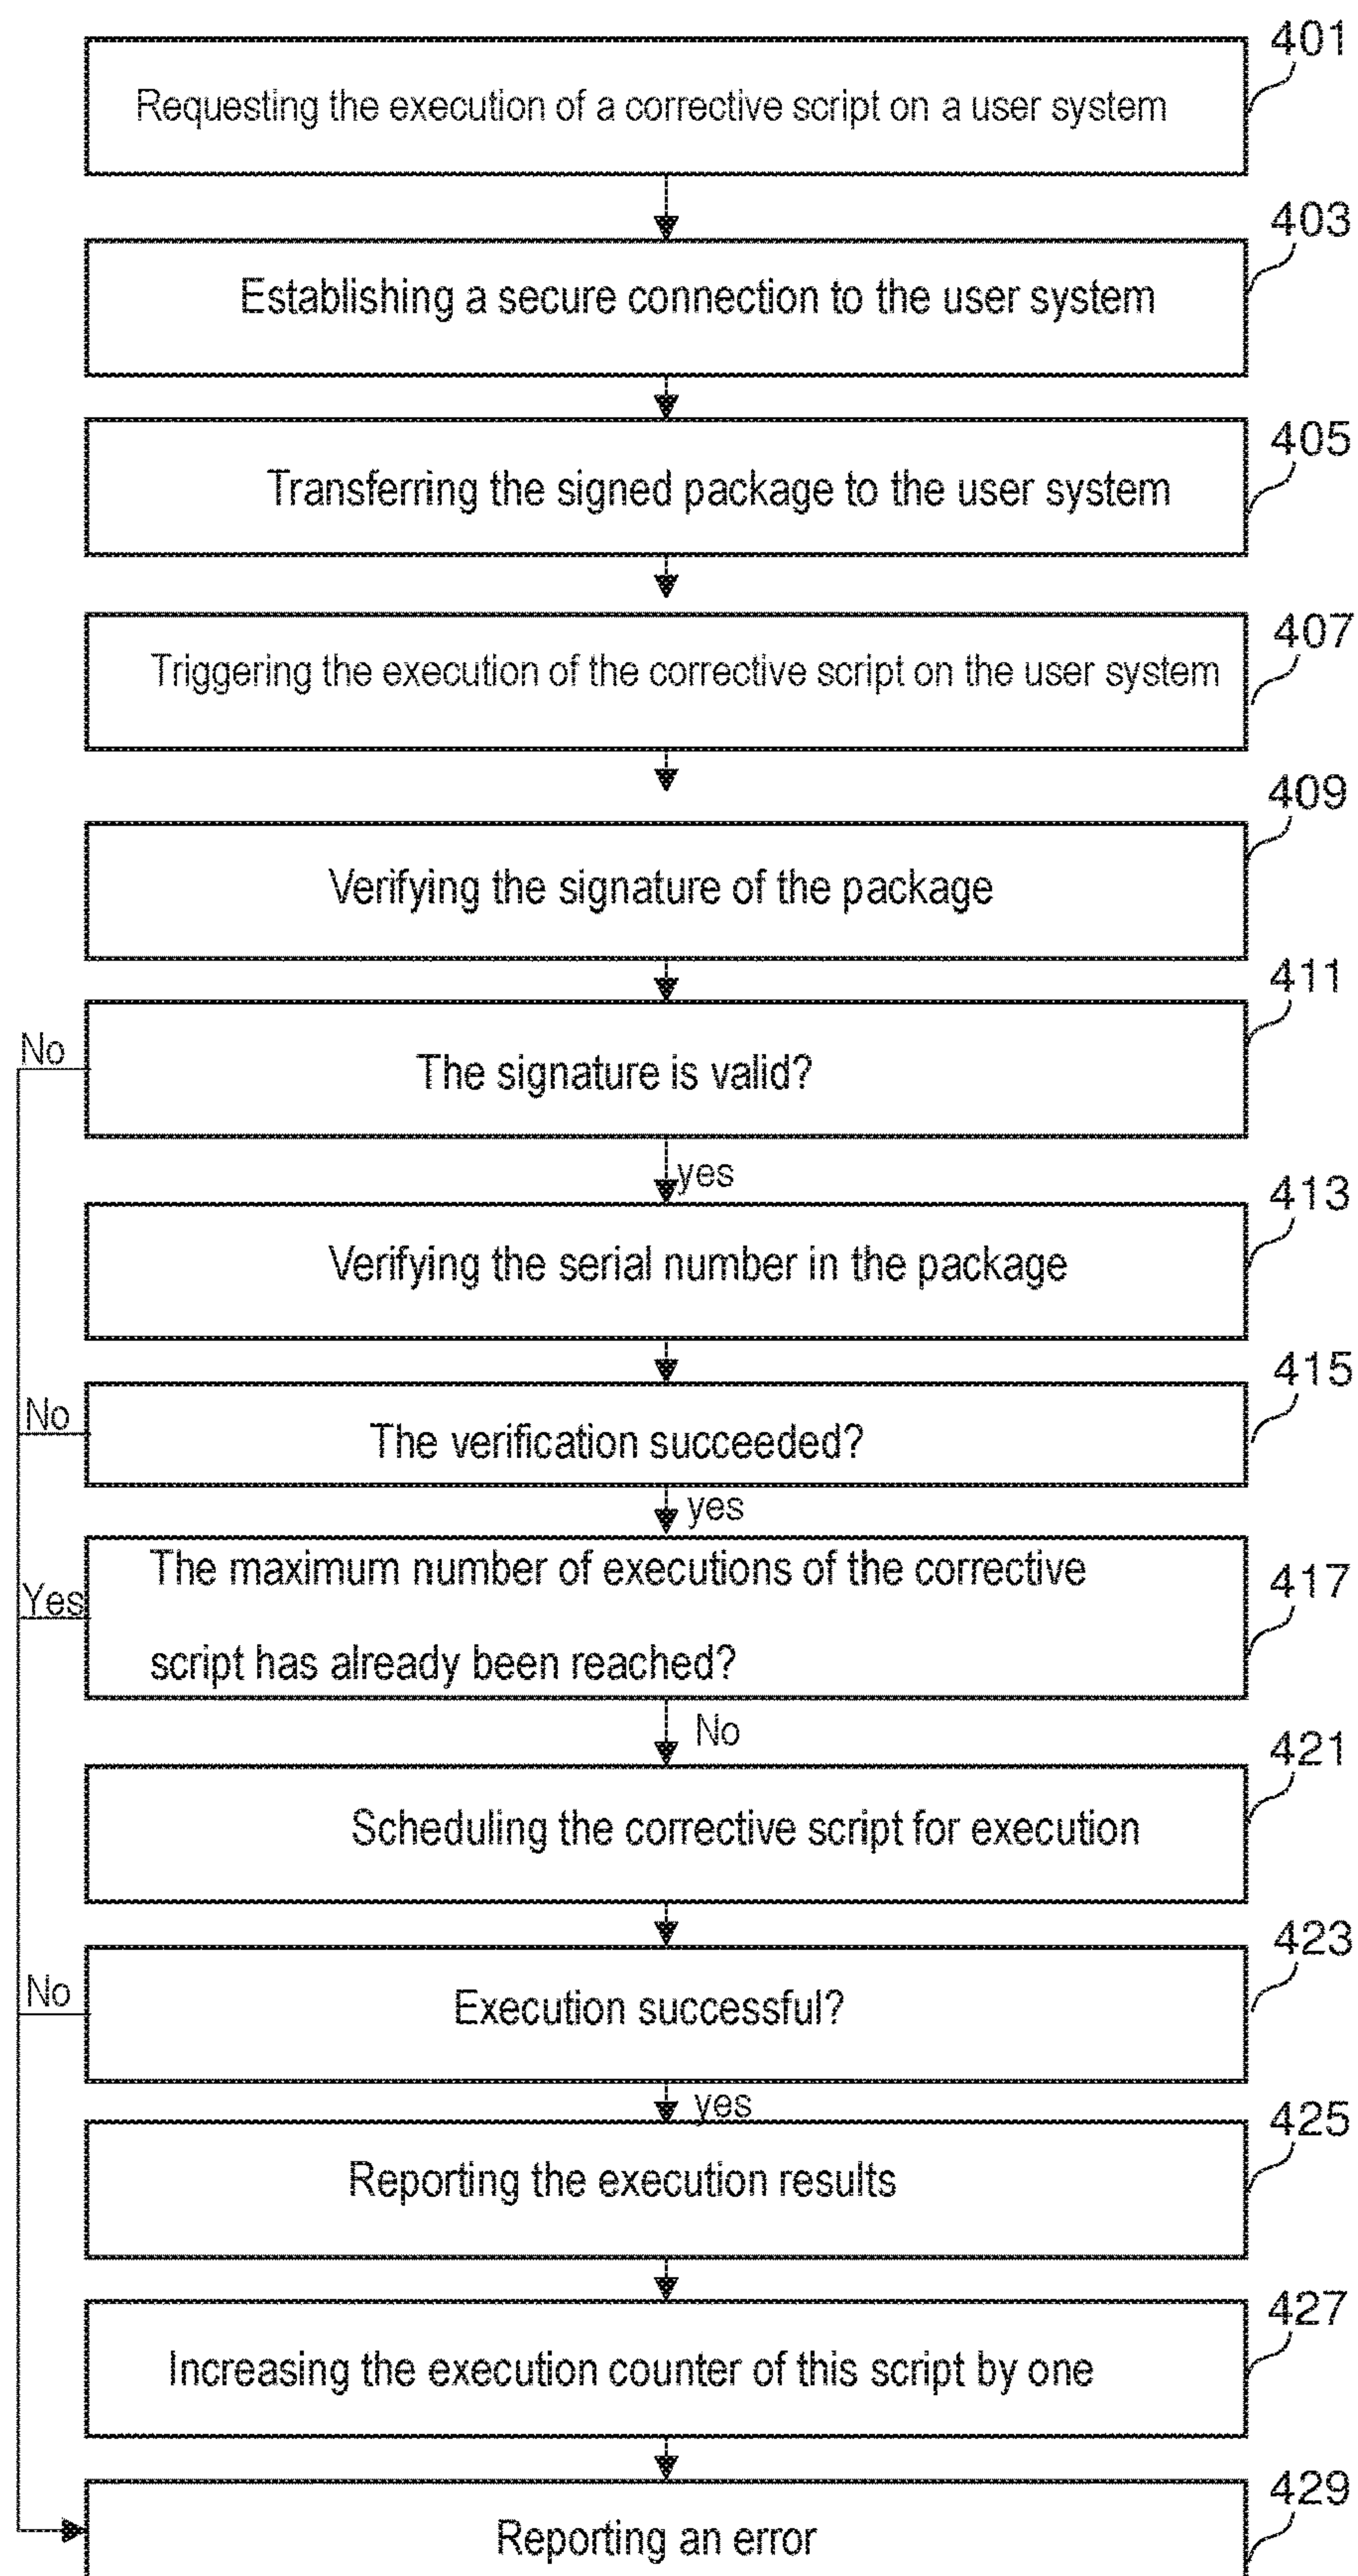 401
Requesting the execution of a corrective script on a user system
403
Establishing a secure connection to the user system
405
Transferring the signed package to the user system
407
Triggering the execution of the corrective script on the user system
409
Verifying the signature of the package
411
No
The signature is valid?
yes
413
Verifying the serial number in the package
415
No
The verification succeeded?
yes
The maximum number of executions of the corrective
417
Yes
script has already been reached?
No
421
Scheduling the corrective script for execution
423
No
Execution successful?
yes
425
Reporting the execution results
427
Increasing the execution counter of this script by one
429
Reporting an error